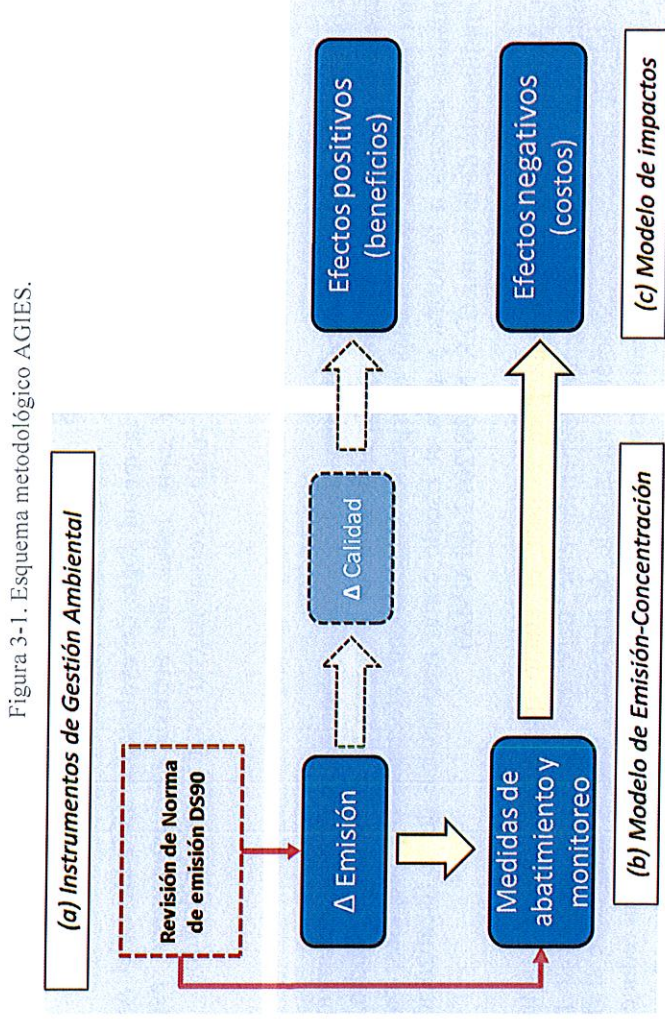 Figura 3-1. Esquema metodológico AGIES.
(a) Instrumentos de Gestión Ambiental
Revisión de Norma
de emisión DS90
Δ Emisión
Δ Calidad
Efectos positivos
(beneficios)
Medidas de
abatimiento y
monitoreo
Efectos negativos
(costos)
(b) Modelo de Emisión-Concentración
(c) Modelo de impactos